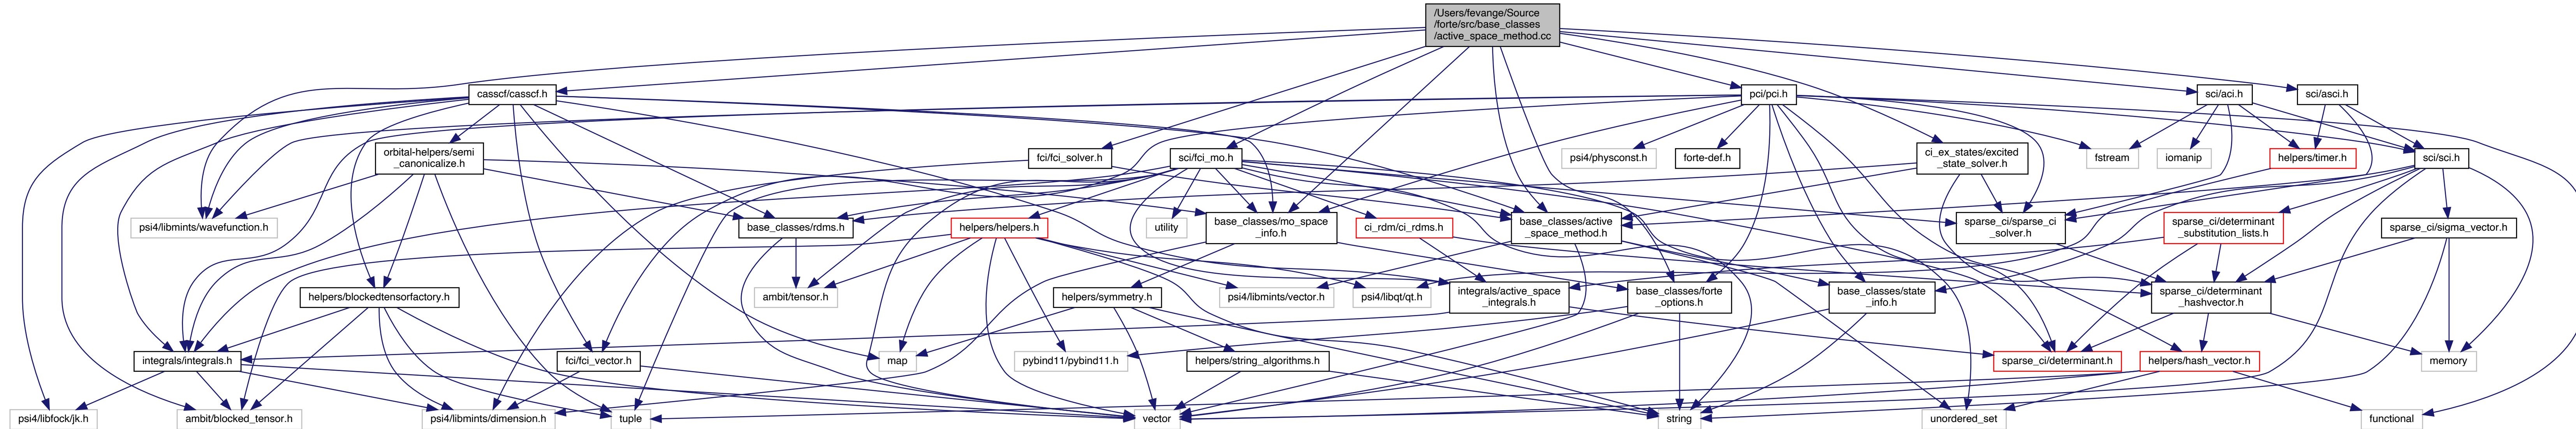 /Users/fevange/Source
/forte/src/base_classes
/active_space_method.cc
casscf/casscf.h
pci/pci.h
sci/aci.h
sci/asci.h
orbital-helpers/semi
_canonicalize.h
fci/fci_solver.h
sci/fci_mo.h
psi4/physconst.h
forte-def.h
ci_ex_states/excited
_state_solver.h
fstream
iomanip
helpers/timer.h
sci/sci.h
psi4/libmints/wavefunction.h
base_classes/rdms.h
helpers/helpers.h
utility
base_classes/mo_space
_info.h
ci_rdm/ci_rdms.h
base_classes/active
_space_method.h
sparse_ci/sparse_ci
_solver.h
sparse_ci/determinant
_substitution_lists.h
sparse_ci/sigma_vector.h
helpers/blockedtensorfactory.h
ambit/tensor.h
helpers/symmetry.h
psi4/libmints/vector.h
psi4/libqt/qt.h
integrals/active_space
_integrals.h
base_classes/forte
_options.h
base_classes/state
_info.h
sparse_ci/determinant
_hashvector.h
integrals/integrals.h
fci/fci_vector.h
map
pybind11/pybind11.h
helpers/string_algorithms.h
sparse_ci/determinant.h
helpers/hash_vector.h
memory
psi4/libfock/jk.h
ambit/blocked_tensor.h
psi4/libmints/dimension.h
tuple
vector
string
unordered_set
functional